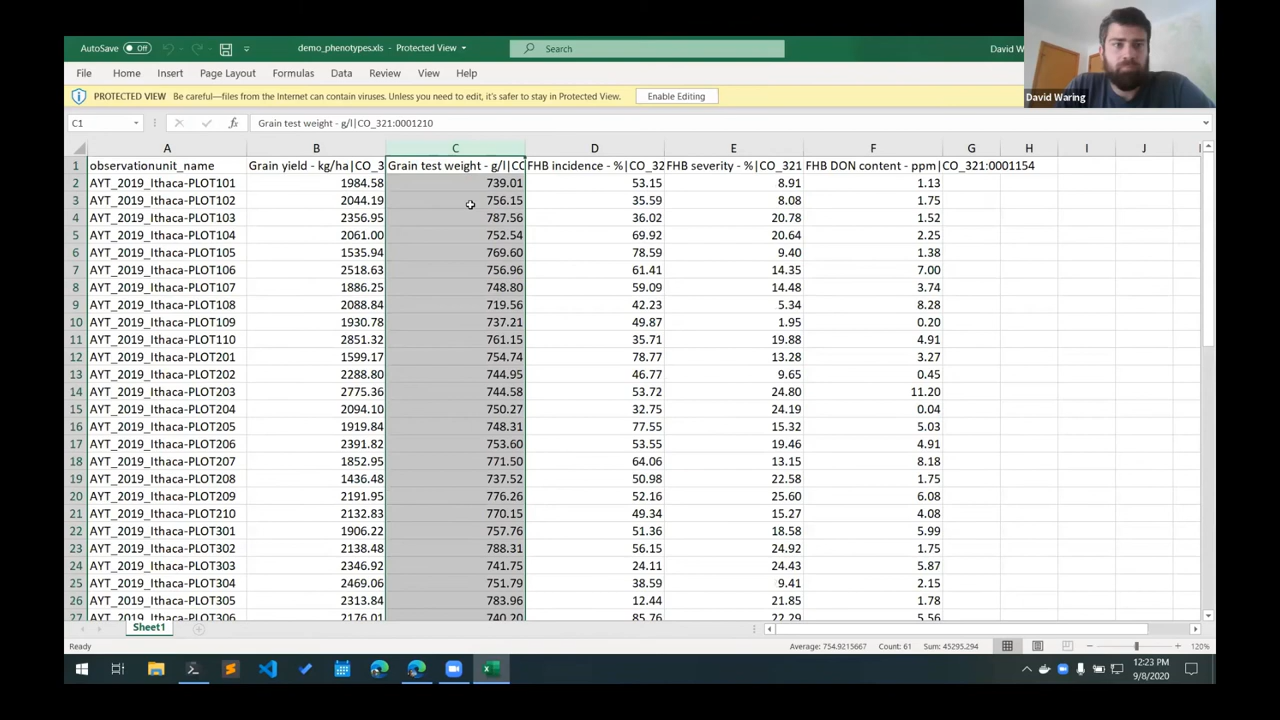 AutoSave Off demo_phenotypes.xls - Protected View Search David W
David Waring
File Home Insert Page Layout Formulas Data Review View Help
PROTECTED VIEW Be careful—files from the Internet can contain viruses. Unless you need to edit, it's safer to stay in Protected View. Enable Editing
C1 fx Grain test weight - g/l|CO_321:0001210
A B C D E F G H I J
1 observationunit_name Grain yield - kg/ha|CO_3 Grain test weight - g/l|CC FHB incidence - %|CO_32 FHB severity - %|CO_321 FHB DON content - ppm|CO_321:0001154
2 AYT_2019_Ithaca-PLOT101 1984.58 739.01 53.15 8.91 1.13
3 AYT_2019_Ithaca-PLOT102 2044.19 756.15 35.59 8.08 1.75
4 AYT_2019_Ithaca-PLOT103 2356.95 787.56 36.02 20.78 1.52
5 AYT_2019_Ithaca-PLOT104 2061.00 752.54 69.92 20.64 2.25
6 AYT_2019_Ithaca-PLOT105 1535.94 769.60 78.59 9.40 1.38
7 AYT_2019_Ithaca-PLOT106 2518.63 756.96 61.41 14.35 7.00
8 AYT_2019_Ithaca-PLOT107 1886.25 748.80 59.09 14.48 3.74
9 AYT_2019_Ithaca-PLOT108 2088.84 719.56 42.23 5.34 8.28
10 AYT_2019_Ithaca-PLOT109 1930.78 737.21 49.87 1.95 0.20
11 AYT_2019_Ithaca-PLOT110 2851.32 761.15 35.71 19.88 4.91
12 AYT_2019_Ithaca-PLOT201 1599.17 754.74 78.77 13.28 3.27
13 AYT_2019_Ithaca-PLOT202 2288.80 744.95 46.77 9.65 0.45
14 AYT_2019_Ithaca-PLOT203 2775.36 744.58 53.72 24.80 11.20
15 AYT_2019_Ithaca-PLOT204 2094.10 750.27 32.75 24.19 0.04
16 AYT_2019_Ithaca-PLOT205 1919.84 748.31 77.55 15.32 5.03
17 AYT_2019_Ithaca-PLOT206 2391.82 753.60 53.55 19.46 4.91
18 AYT_2019_Ithaca-PLOT207 1852.95 771.50 64.06 13.15 8.18
19 AYT_2019_Ithaca-PLOT208 1436.48 737.52 50.98 22.58 1.75
20 AYT_2019_Ithaca-PLOT209 2191.95 776.26 52.16 25.60 6.08
21 AYT_2019_Ithaca-PLOT210 2132.83 770.15 49.34 15.27 4.08
22 AYT_2019_Ithaca-PLOT301 1906.22 757.76 51.36 18.58 5.99
23 AYT_2019_Ithaca-PLOT302 2138.48 788.31 56.15 24.92 1.75
24 AYT_2019_Ithaca-PLOT303 2346.92 741.75 24.11 24.43 5.87
25 AYT_2019_Ithaca-PLOT304 2469.06 751.79 38.59 9.41 2.15
26 AYT_2019_Ithaca-PLOT305 2313.84 783.96 12.44 21.85 1.78
27 AYT_2019_Ithaca-PLOT306 2176.01 740.20 85.76 22.29 5.56
Sheet1
Ready Average: 754.9215667 Count: 61 Sum: 45295.294 120%
12:23 PM
9/8/2020